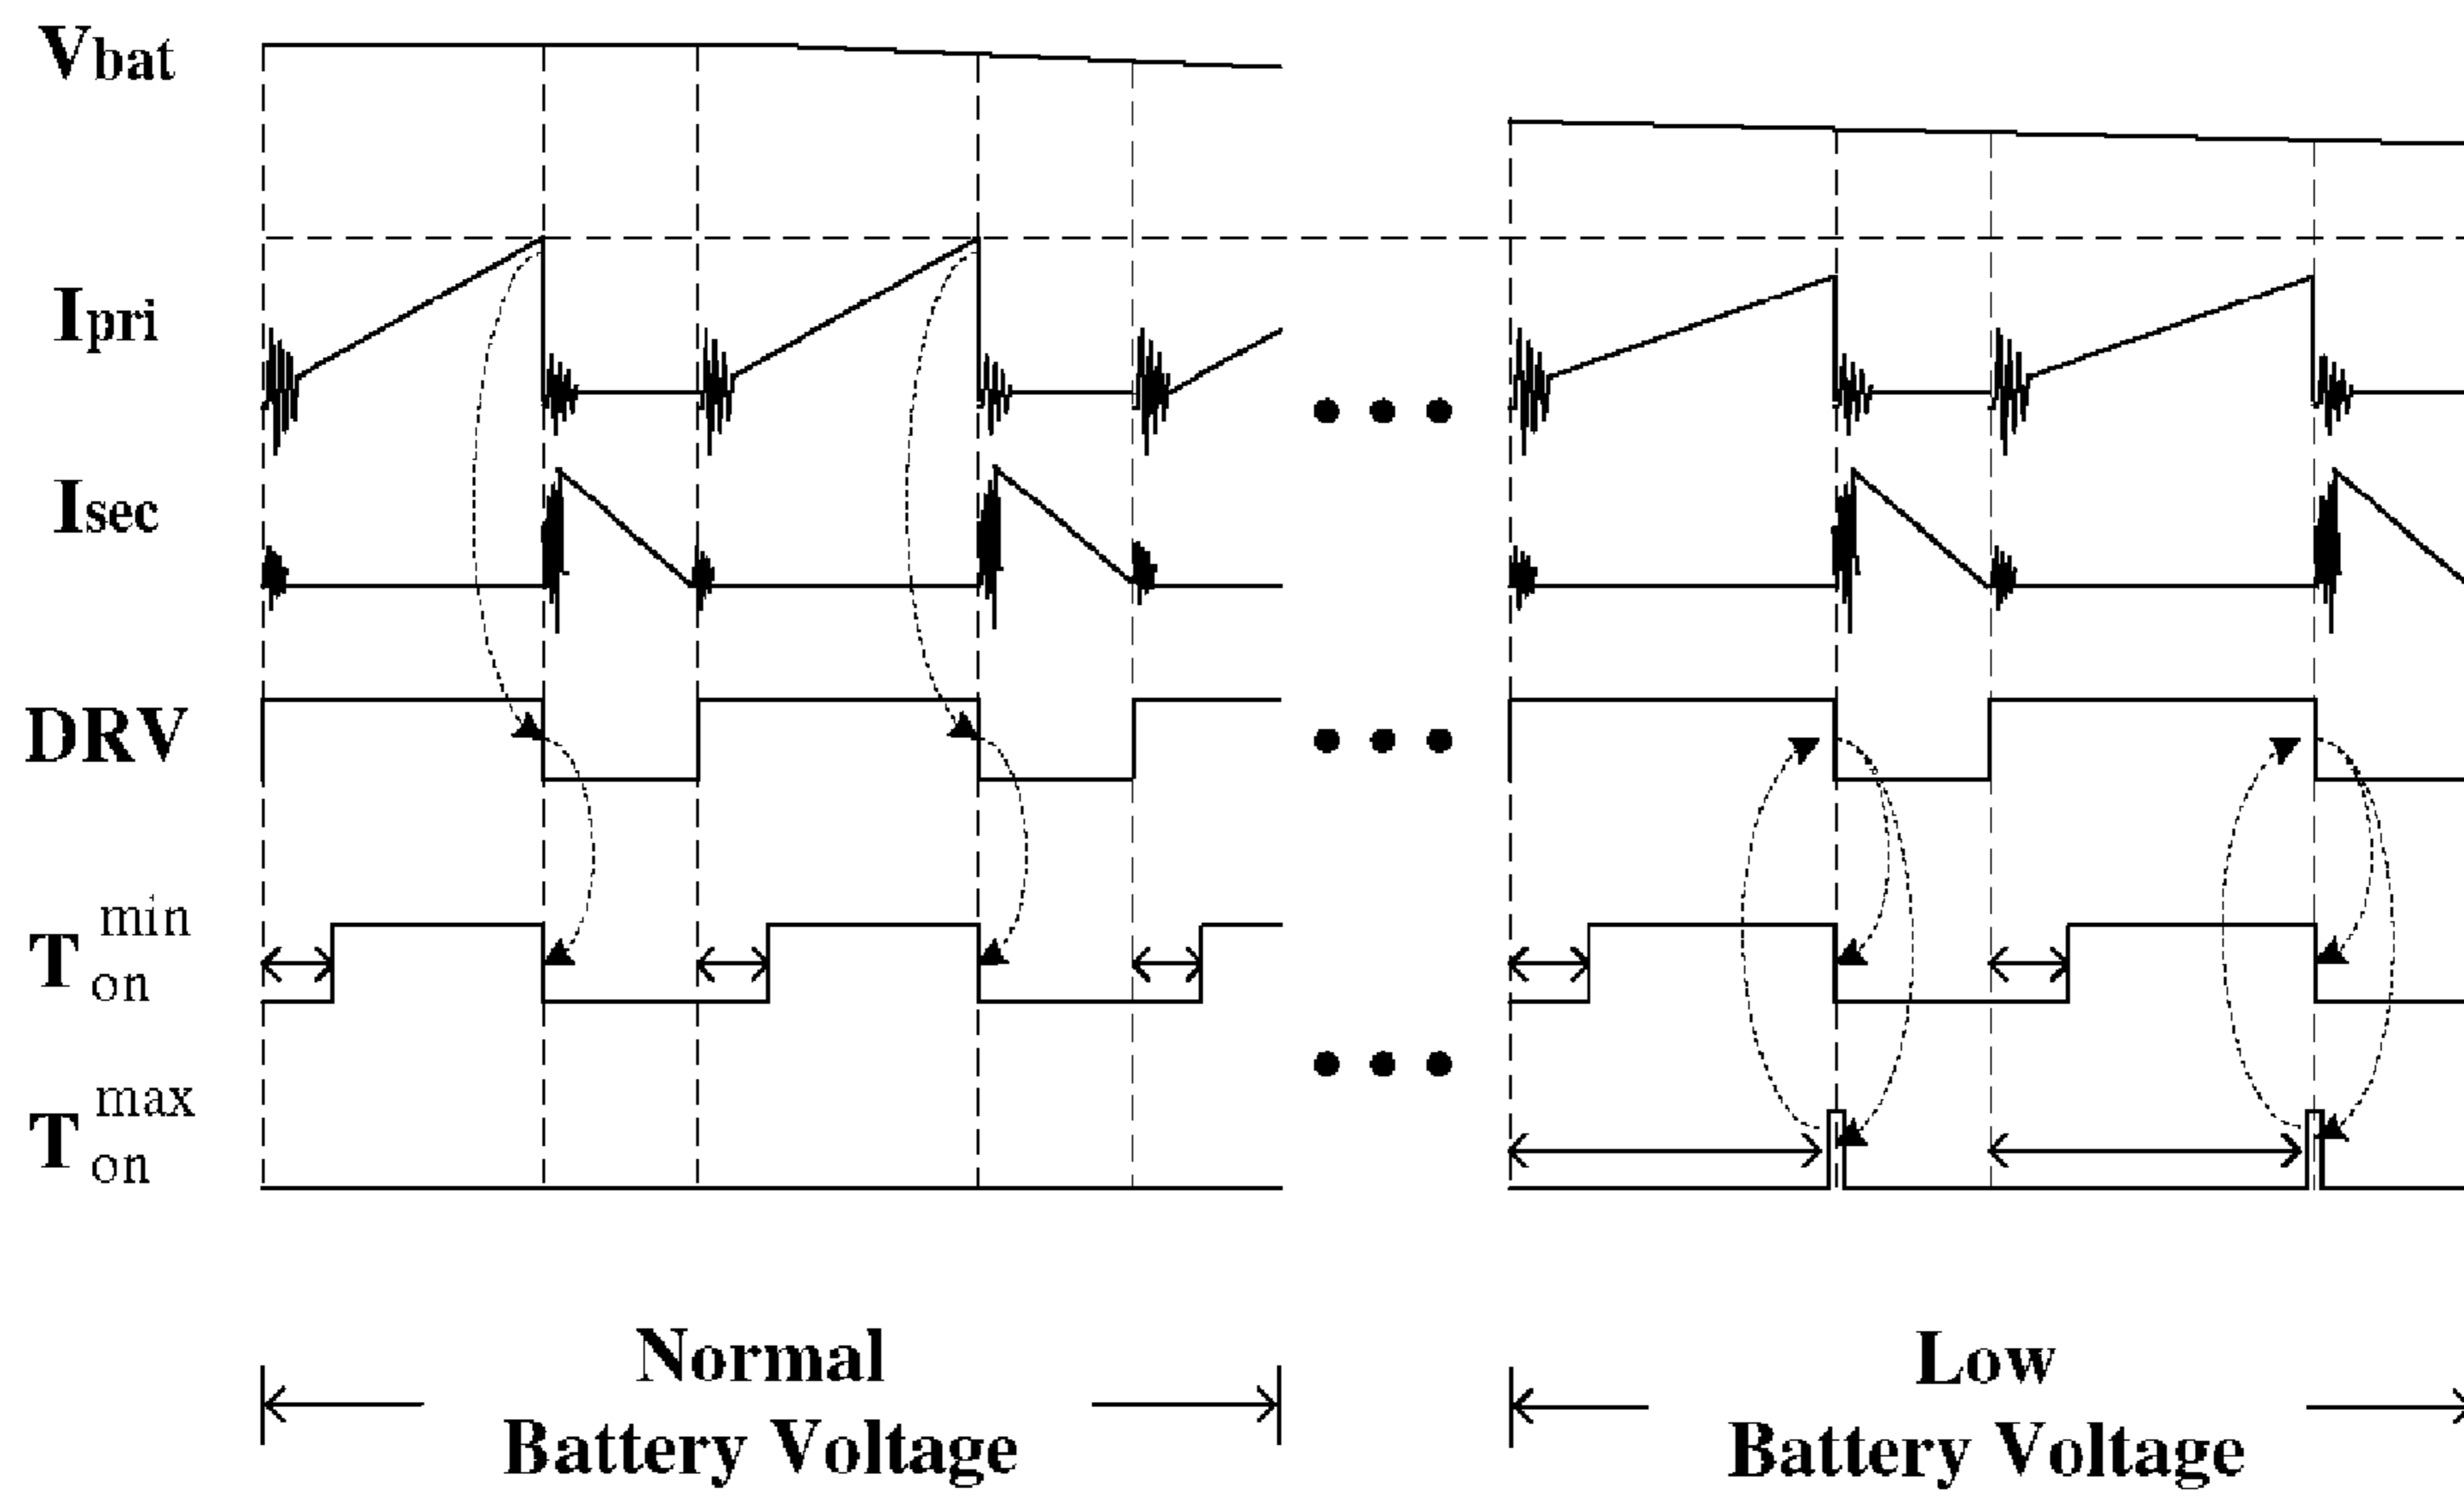 Vbat
Ipri
Isec
DRV
T on min
T on max
Normal
Battery Voltage
Low
Battery Voltage